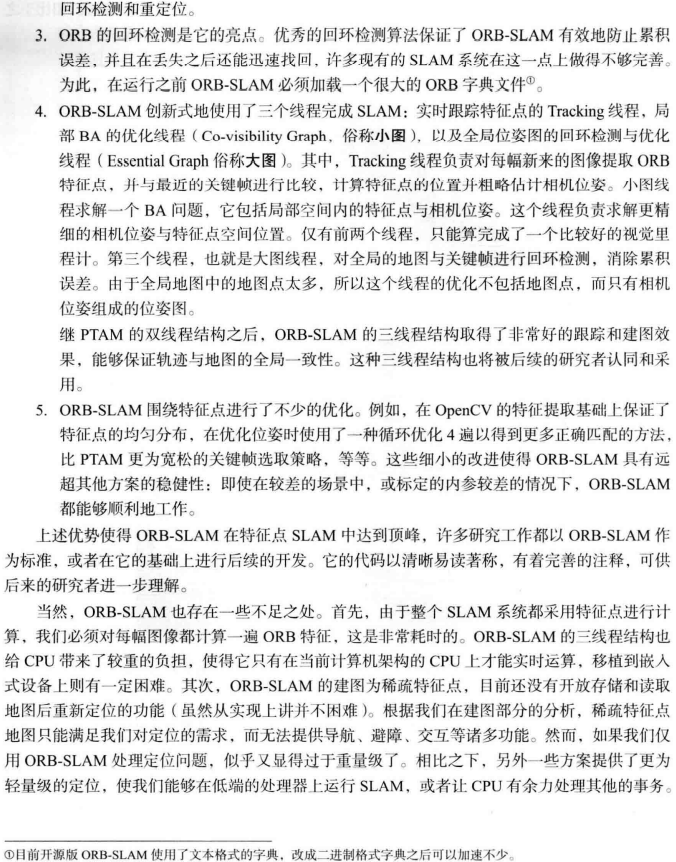 回环检测和重定位。
3. ORB 的回环检测是它的亮点。优秀的回环检测算法保证了 ORB-SLAM 有效地防止累积
误差，并且在丢失之后还能迅速找回，许多现有的 SLAM 系统在这一点上做得不够完善。
为此，在运行之前 ORB-SLAM 必须加载一个很大的 ORB 字典文件①。
4. ORB-SLAM 创新式地使用了三个线程完成 SLAM：实时跟踪特征点的 Tracking 线程，局
部 BA 的优化线程（Co-visibility Graph，俗称小图），以及全局位姿图的回环检测与优化
线程（Essential Graph 俗称大图）。其中，Tracking 线程负责对每幅新来的图像提取 ORB
特征点，并与最近的关键帧进行比较，计算特征点的位置并粗略估计相机位姿。小图线
程求解一个 BA 问题，它包括局部空间内的特征点与相机位姿。这个线程负责求解更精
细的相机位姿与特征点空间位置。仅有前两个线程，只能算完成了一个比较好的视觉里
程计。第三个线程，也就是大图线程，对全局的地图与关键帧进行回环检测，消除累积
误差。由于全局地图中的地图点太多，所以这个线程的优化不包括地图点，而只有相机
位姿组成的位姿图。
继 PTAM 的双线程结构之后，ORB-SLAM 的三线程结构取得了非常好的跟踪和建图效
果，能够保证轨迹与地图的全局一致性。这种三线程结构也将被后续的研究者认同和采
用。
5. ORB-SLAM 围绕特征点进行了不少的优化。例如，在 OpenCV 的特征提取基础上保证了
特征点的均匀分布，在优化位姿时使用了一种循环优化 4 遍以得到更多正确匹配的方法，
比 PTAM 更为宽松的关键帧选取策略，等等。这些细小的改进使得 ORB-SLAM 具有远
超其他方案的稳健性：即使在较差的场景中，或标定的内参较差的情况下，ORB-SLAM
都能够顺利地工作。
上述优势使得 ORB-SLAM 在特征点 SLAM 中达到顶峰，许多研究工作都以 ORB-SLAM 作
为标准，或者在它的基础上进行后续的开发。它的代码以清晰易读著称，有着完善的注释，可供
后来的研究者进一步理解。
当然，ORB-SLAM 也存在一些不足之处。首先，由于整个 SLAM 系统都采用特征点进行计
算，我们必须对每幅图像都计算一遍 ORB 特征，这是非常耗时的。ORB-SLAM 的三线程结构也
给 CPU 带来了较重的负担，使得它只有在当前计算机架构的 CPU 上才能实时运算，移植到嵌入
式设备上则有一定困难。其次，ORB-SLAM 的建图为稀疏特征点，目前还没有开放存储和读取
地图后重新定位的功能（虽然从实现上讲并不困难）。根据我们在建图部分的分析，稀疏特征点
地图只能满足我们对定位的需求，而无法提供导航、避障、交互等诸多功能。然而，如果我们仅
用 ORB-SLAM 处理定位问题，似乎又显得过于重量级了。相比之下，另外一些方案提供了更为
轻量级的定位，使我们能够在低端的处理器上运行 SLAM，或者让 CPU 有余力处理其他的事务。
①目前开源版 ORB-SLAM 使用了文本格式的字典，改成二进制格式字典之后可以加速不少。